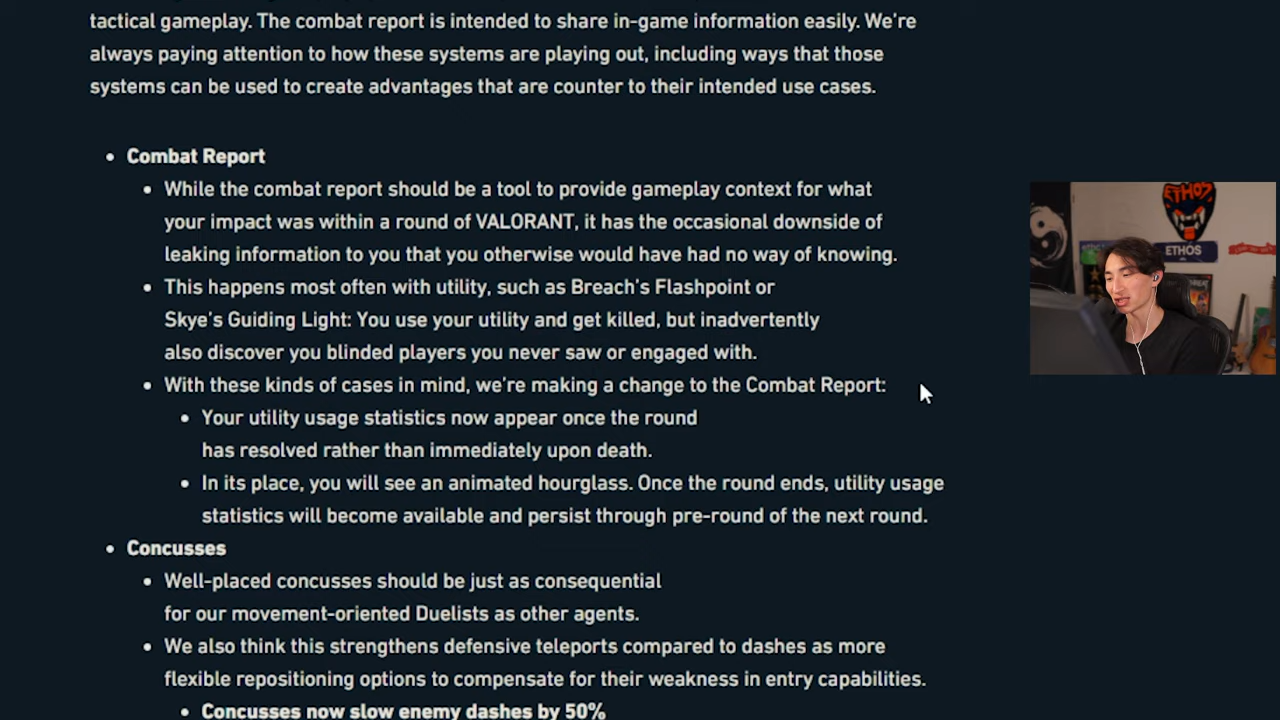 tactical gameplay. The combat report is intended to share in-game information easily. We're
always paying attention to how these systems are playing out, including ways that those
systems can be used to create advantages that are counter to their intended use cases.
• Combat Report
• While the combat report should be a tool to provide gameplay context for what
your impact was within a round of VALORANT, it has the occasional downside of
leaking information to you that you otherwise would have had no way of knowing.
• This happens most often with utility, such as Breach's Flashpoint or
Skye's Guiding Light: You use your utility and get killed, but inadvertently
also discover you blinded players you never saw or engaged with.
• With these kinds of cases in mind, we're making a change to the Combat Report:
• Your utility usage statistics now appear once the round
has resolved rather than immediately upon death.
• In its place, you will see an animated hourglass. Once the round ends, utility usage
statistics will become available and persist through pre-round of the next round.
• Concusses
• Well-placed concusses should be just as consequential
for our movement-oriented Duelists as other agents.
• We also think this strengthens defensive teleports compared to dashes as more
flexible repositioning options to compensate for their weakness in entry capabilities.
• Concusses now slow enemy dashes by 50%
ETHOS
ETHOS